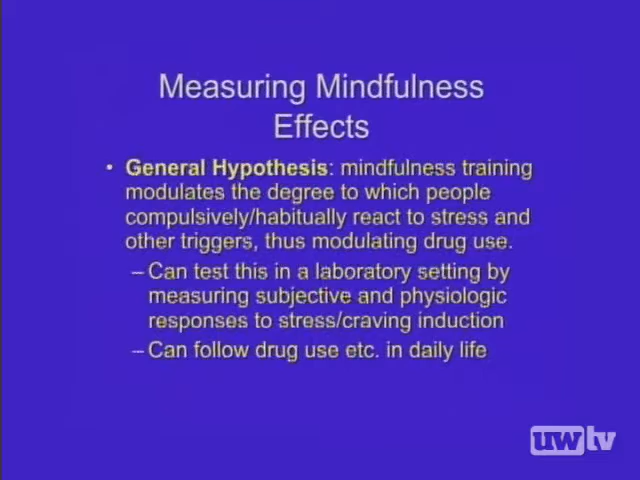 Measuring Mindfulness
Effects
• General Hypothesis: mindfulness training
modulates the degree to which people
compulsively/habitually react to stress and
other triggers, thus modulating drug use.
– Can test this in a laboratory setting by
measuring subjective and physiologic
responses to stress/craving induction
– Can follow drug use etc. in daily life
uwtv